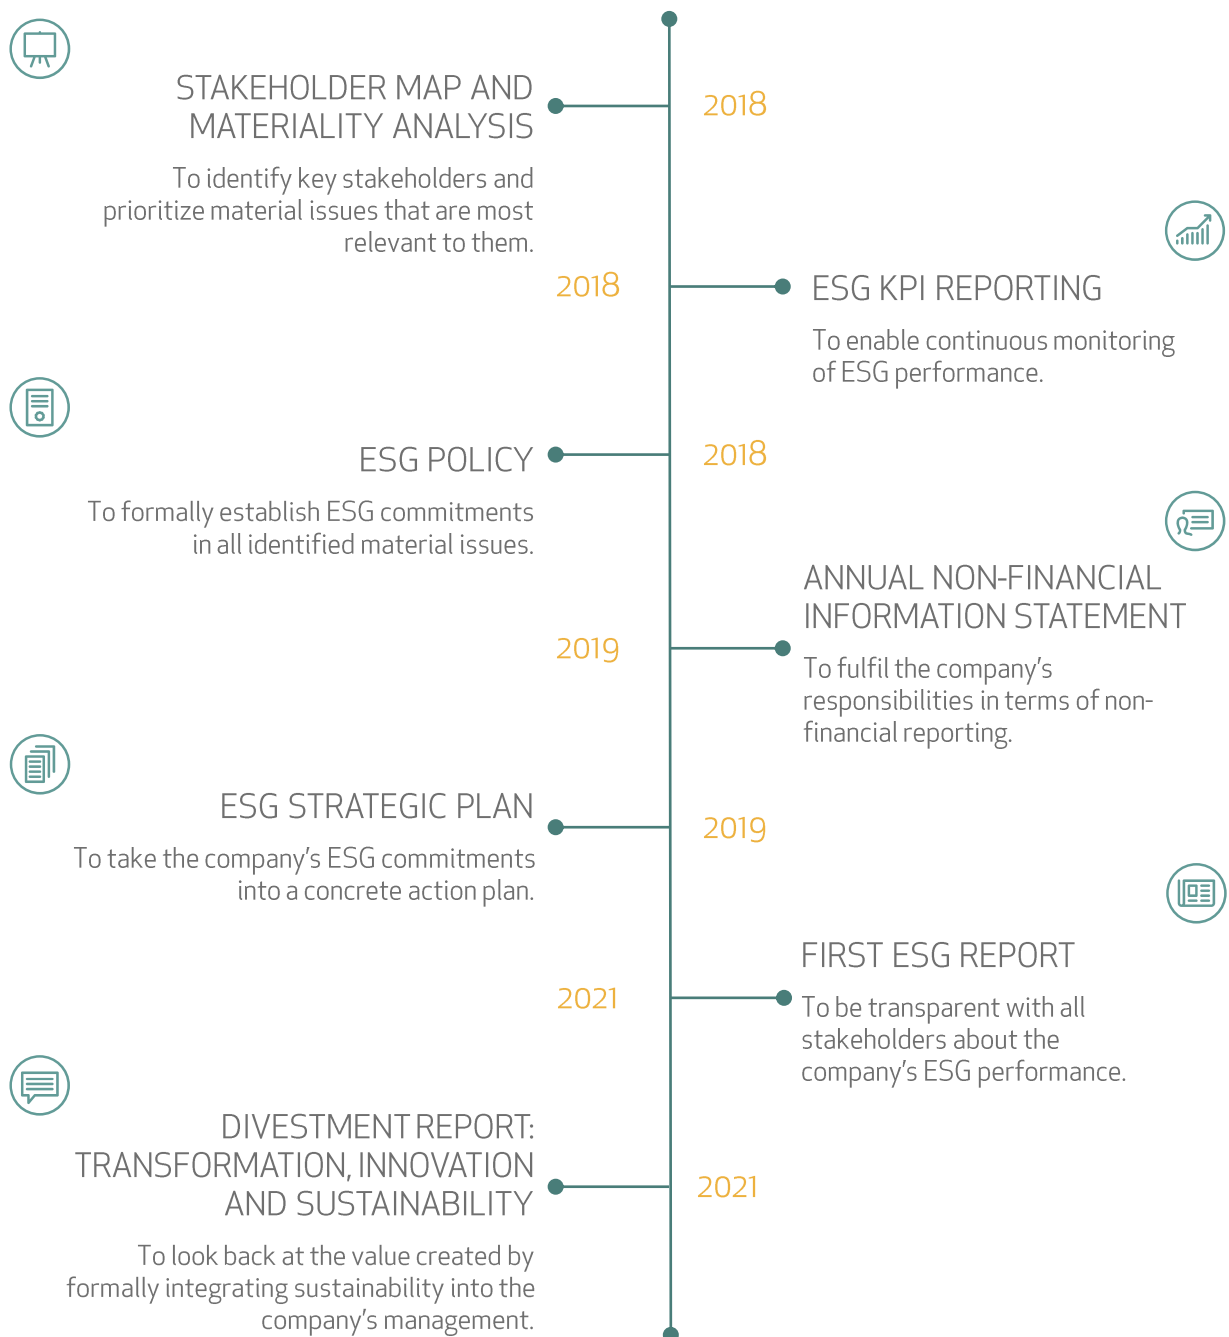 STAKEHOLDER MAP AND
MATERIALITY ANALYSIS
2018
To identify key stakeholders and
prioritize material issues that are most
relevant to them.
2018
ESG KPI REPORTING
To enable continuous monitoring
of ESG performance.
ESG POLICY
2018
To formally establish ESG commitments
in all identified material issues.
ANNUAL NON-FINANCIAL
INFORMATION STATEMENT
2019
To fulfil the company's
responsibilities in terms of non-
financial reporting.
ESG STRATEGIC PLAN
2019
To take the company's ESG commitments
into a concrete action plan.
FIRST ESG REPORT
2021
To be transparent with all
stakeholders about the
company's ESG performance.
DIVESTMENT REPORT:
TRANSFORMATION, INNOVATION
AND SUSTAINABILITY
2021
To look back at the value created by
formally integrating sustainability into the
company's management.